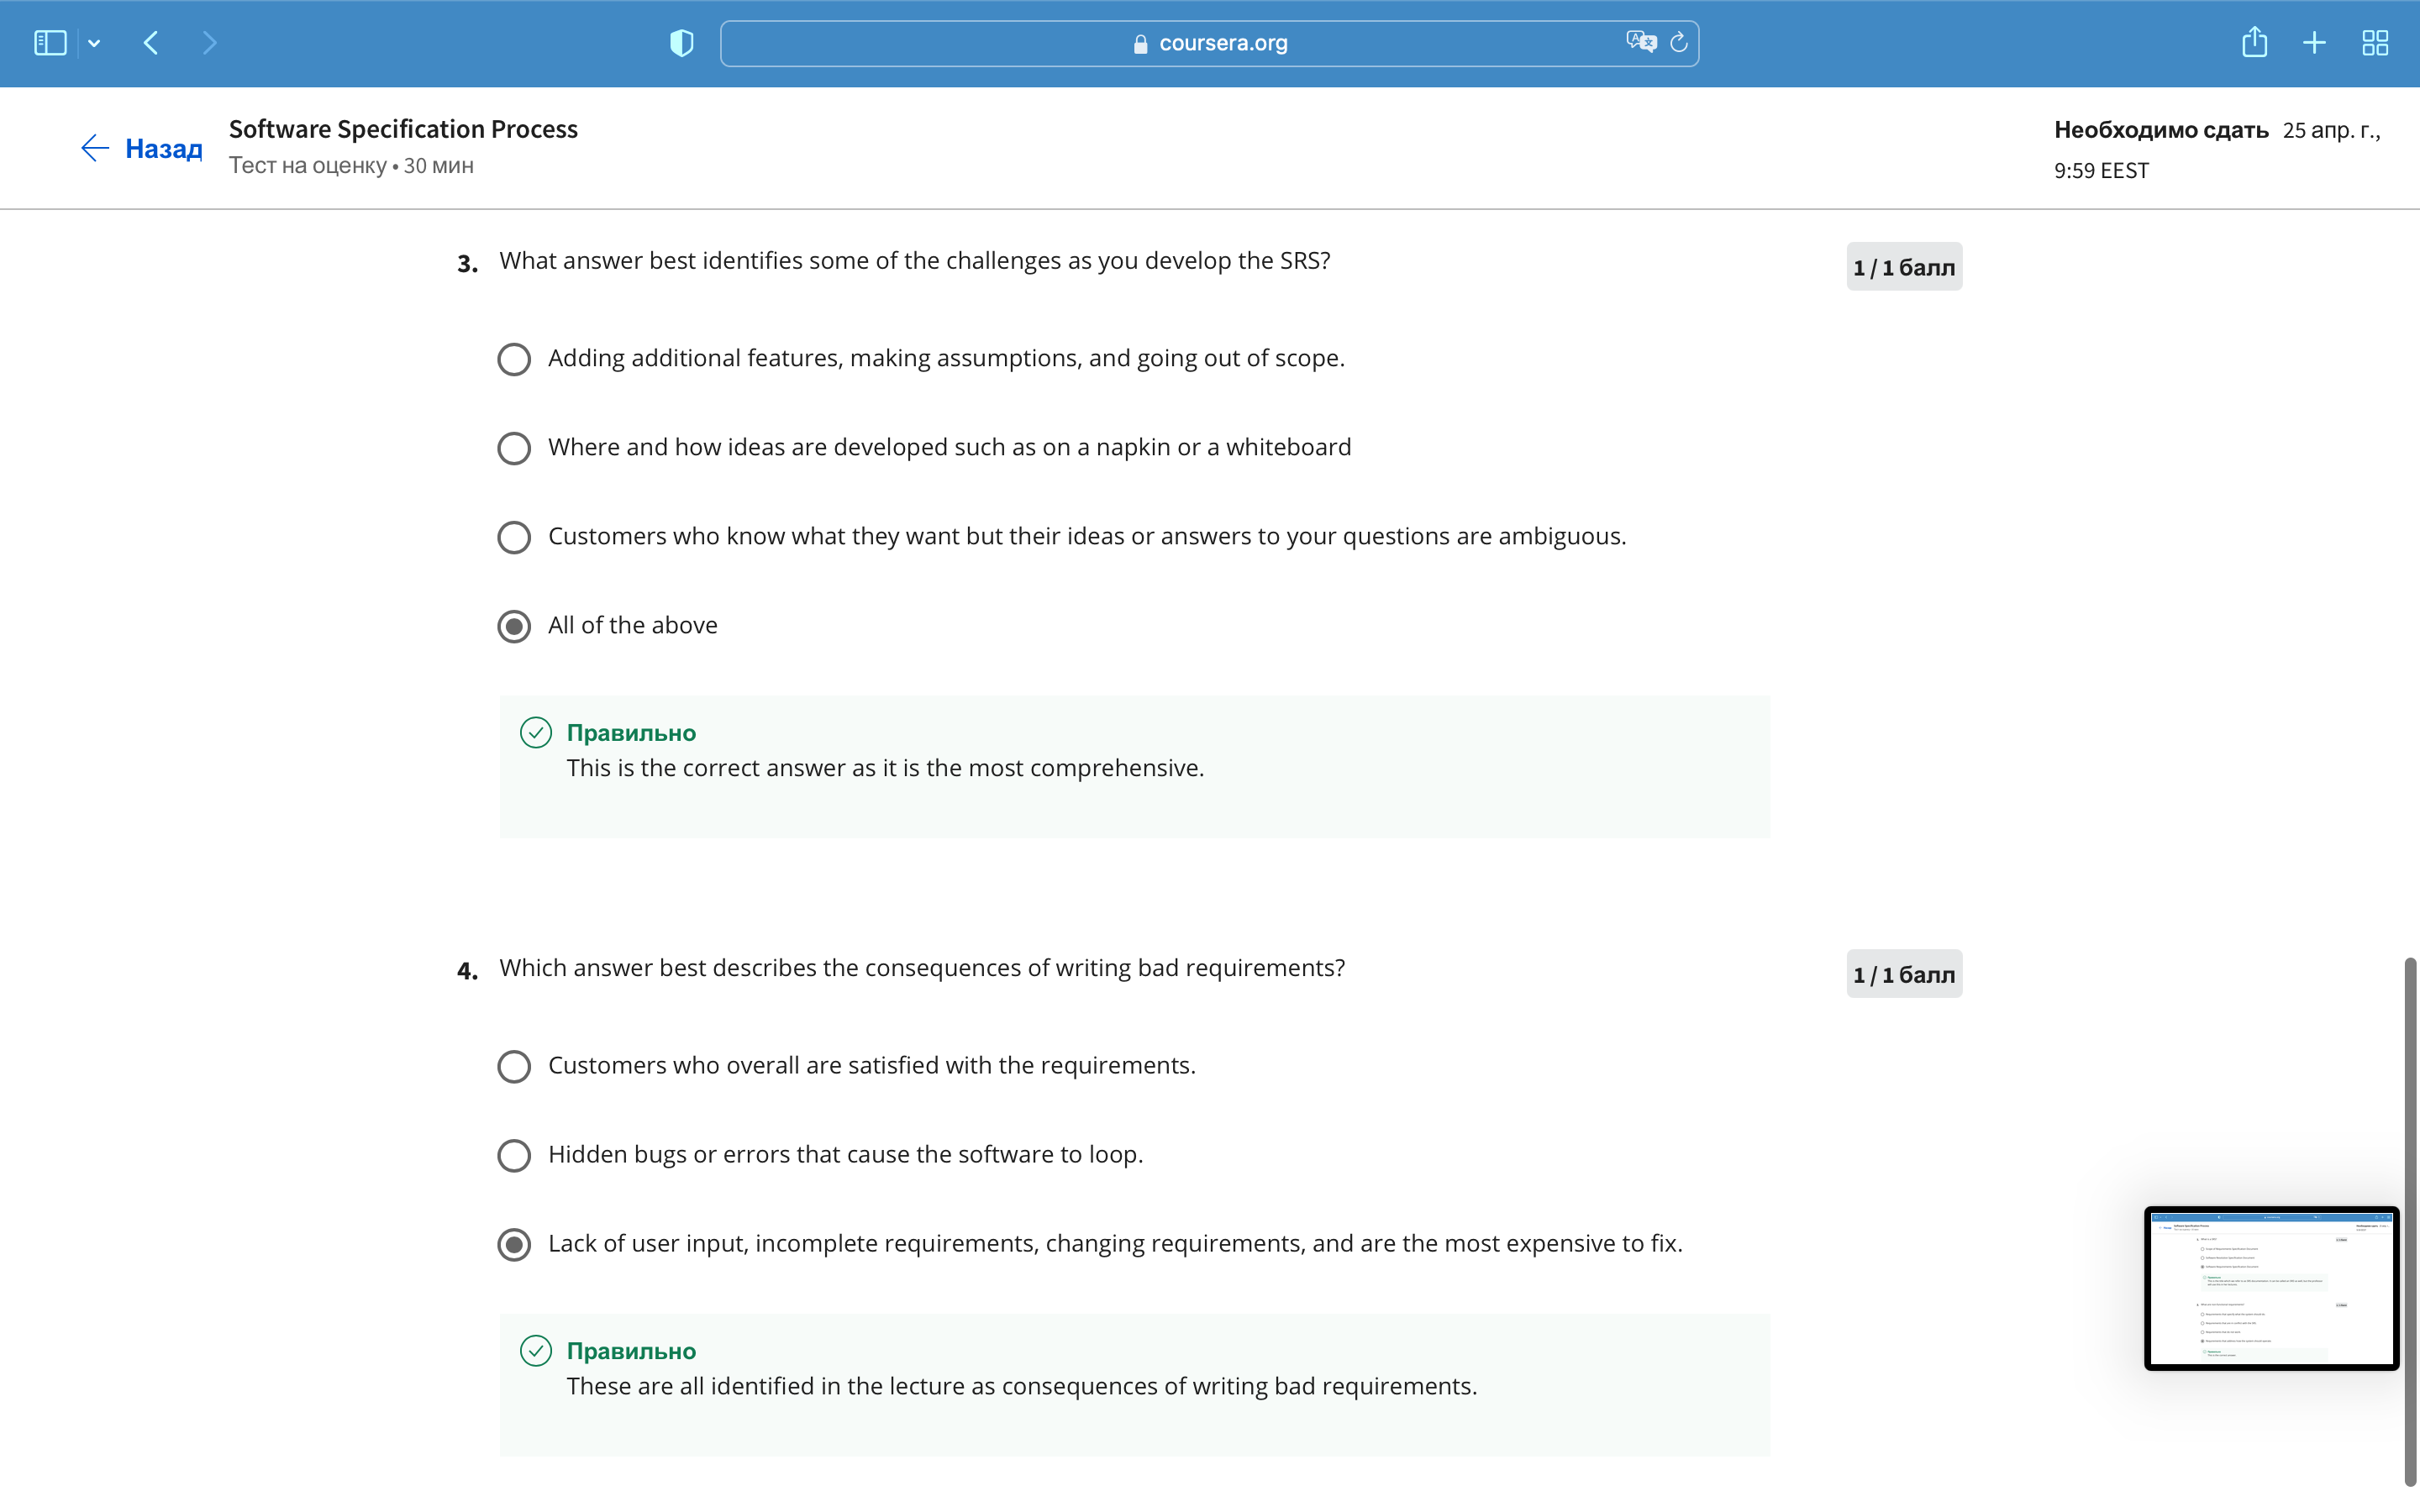 coursera.org
Назад
Software Specification Process
Тест на оценку • 30 мин
Необходимо сдать 25 апр. г.,
9:59 EEST
3. What answer best identifies some of the challenges as you develop the SRS?
1 / 1 балл
Adding additional features, making assumptions, and going out of scope.
Where and how ideas are developed such as on a napkin or a whiteboard
Customers who know what they want but their ideas or answers to your questions are ambiguous.
All of the above
Правильно
This is the correct answer as it is the most comprehensive.
4. Which answer best describes the consequences of writing bad requirements?
1 / 1 балл
Customers who overall are satisfied with the requirements.
Hidden bugs or errors that cause the software to loop.
Lack of user input, incomplete requirements, changing requirements, and are the most expensive to fix.
Правильно
These are all identified in the lecture as consequences of writing bad requirements.